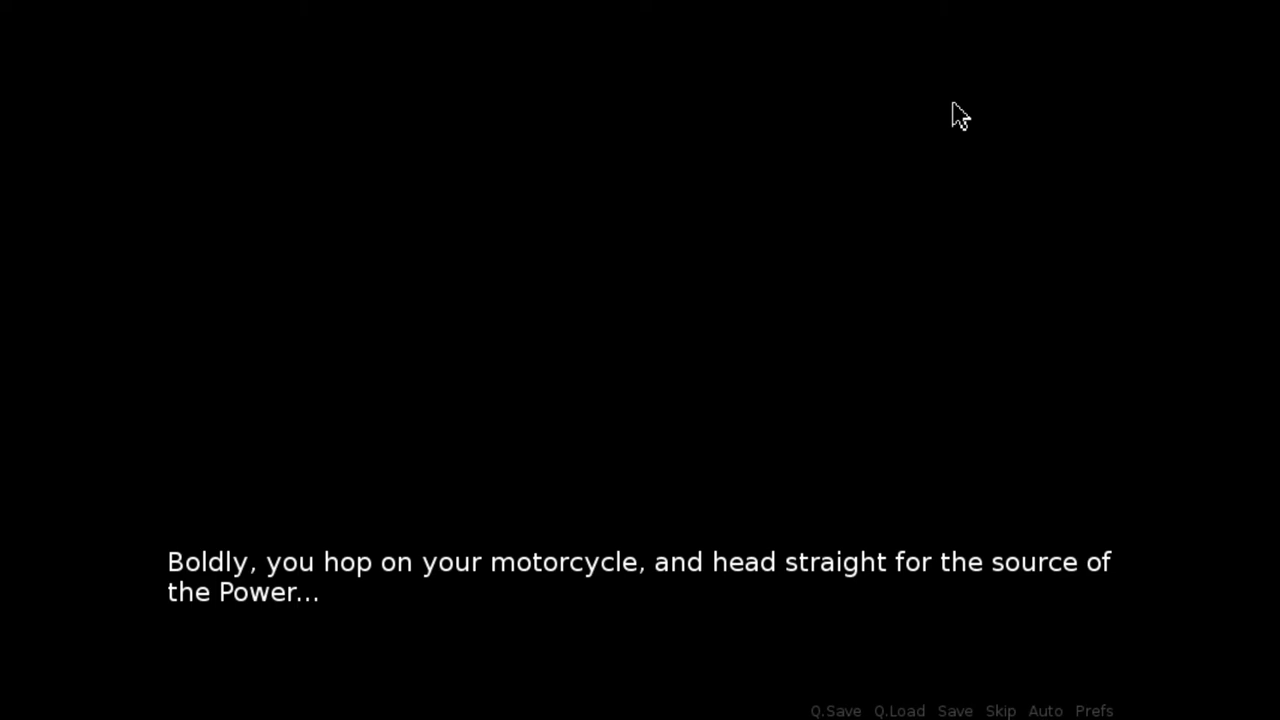 Boldly, you hop on your motorcycle, and head straight for the source of
the Power...
Q.Save Q.Load Save Skip Auto Prefs